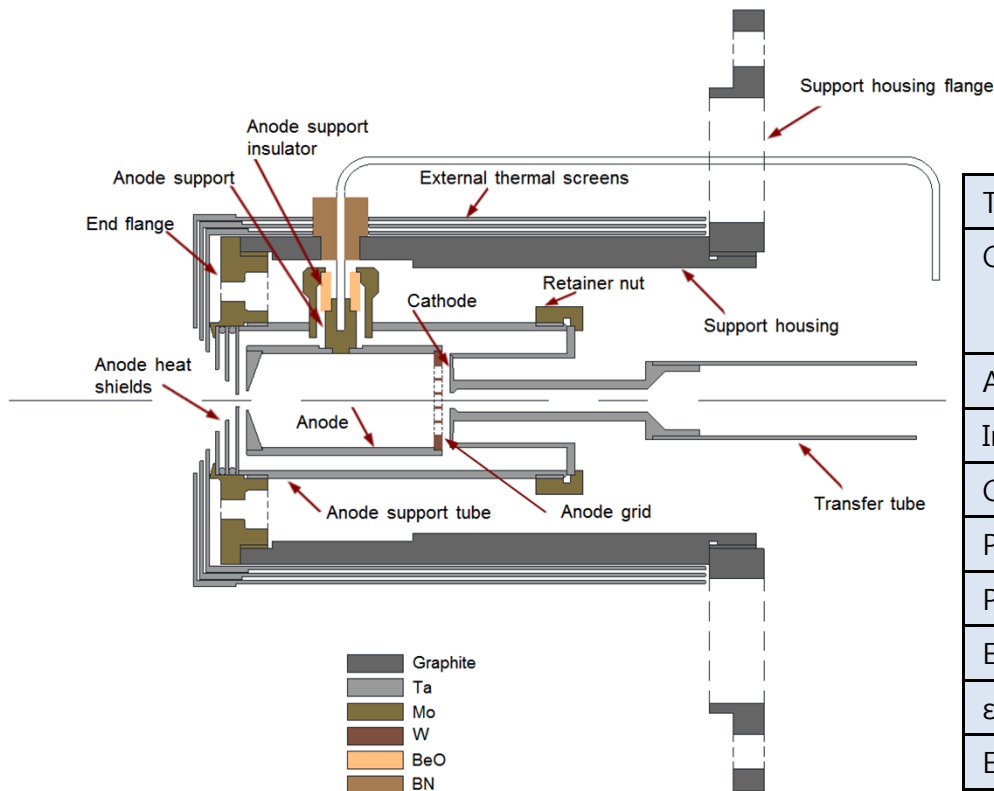 Support housing flange
Anode support
insulator
Anode support
External thermal screens
End flange
Retainer nut
Cathode
Support housing
Anode heat
shields
Anode
Transfer tube
Anode support tube
Anode grid
Graphite
Ta
Mo
W
BeO
BN
T
A
P
P
E
ε
E